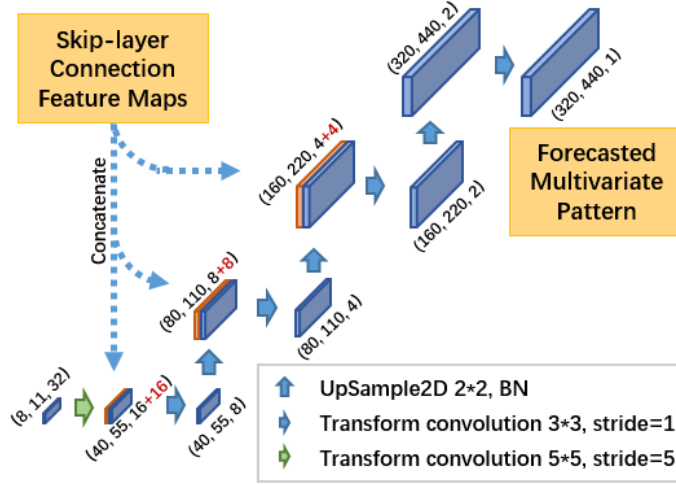 Skip-layer
Connection
Feature Maps
Concatenate
(8, 11, 32)
(40, 55, 16+16)
(40, 55, 8)
(80, 110, 8+8)
(80, 110, 4)
(160, 220, 4+4)
(160, 220, 2)
(320, 440, 2)
(320, 440, 1)
Forecasted
Multivariate
Pattern
UpSample2D 2*2, BN
Transform convolution 3*3, stride=1
Transform convolution 5*5, stride=5